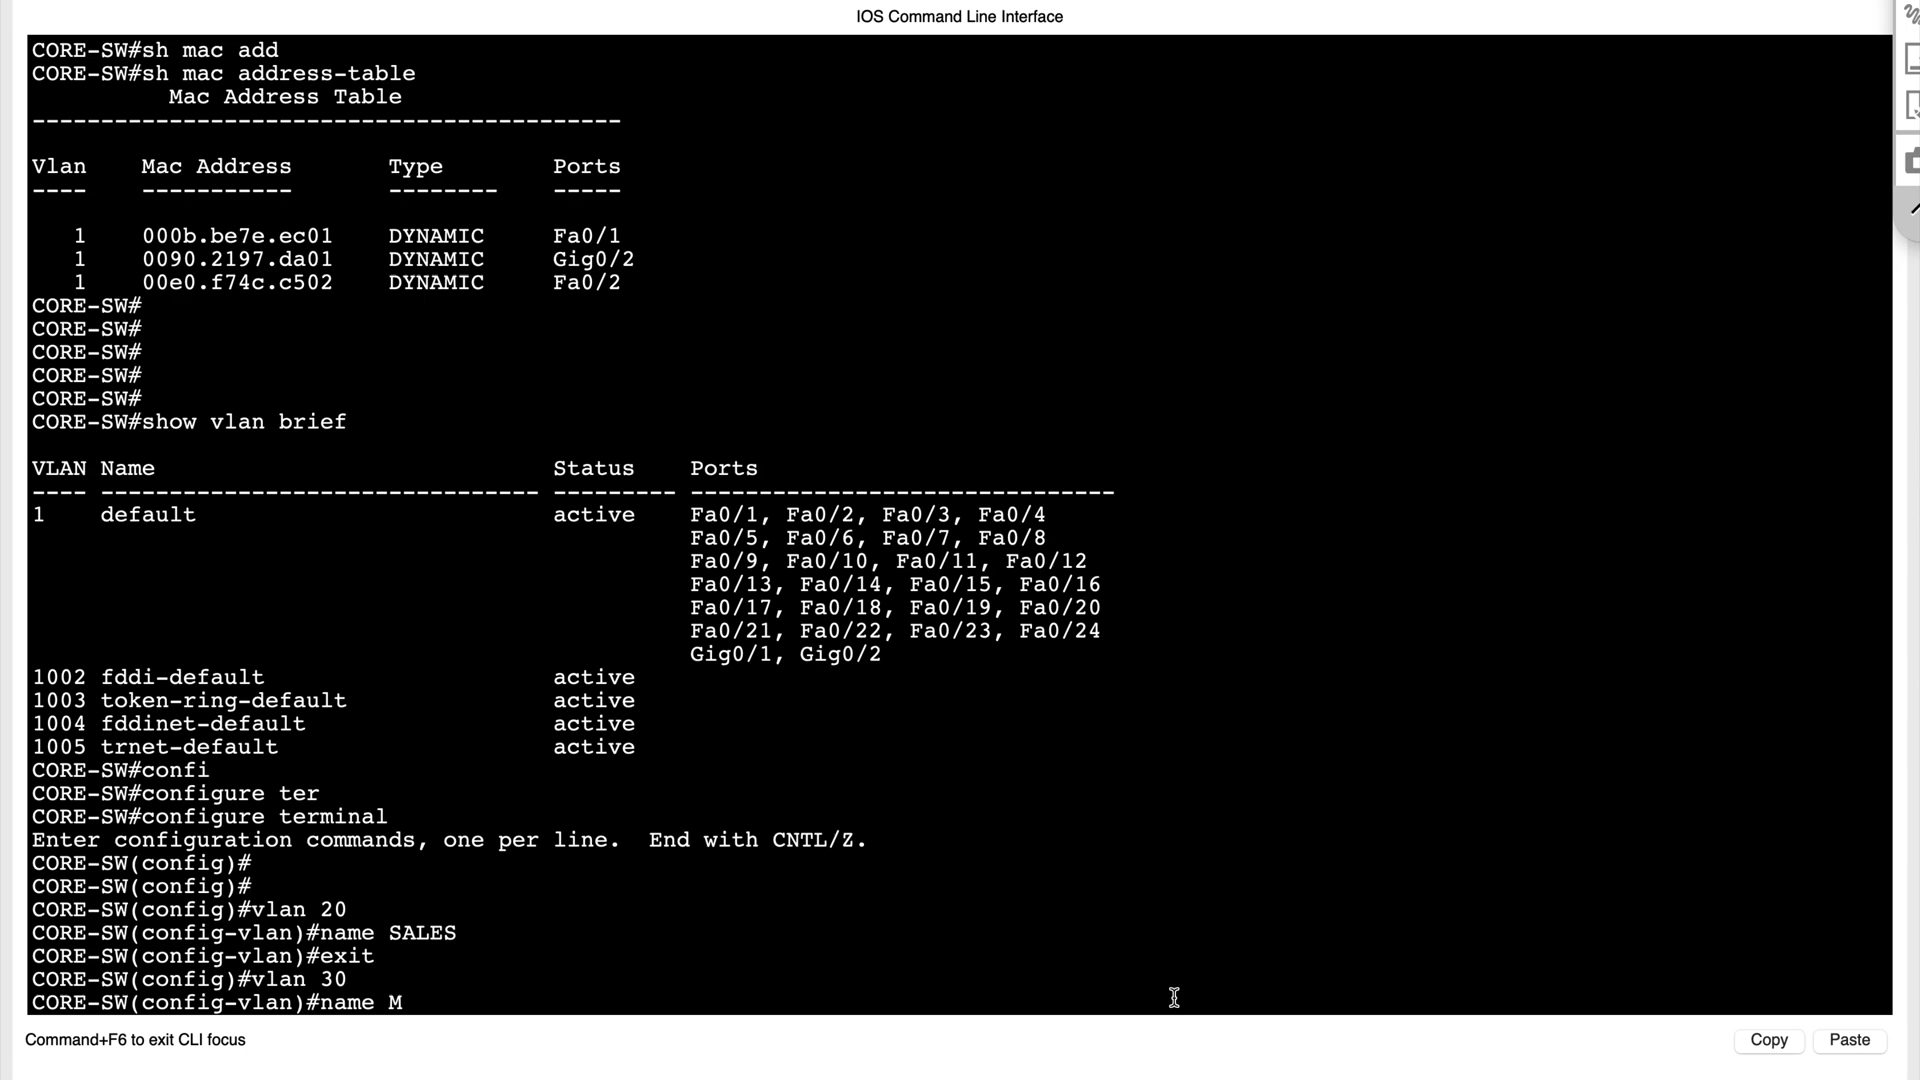 IOS Command Line Interface
CORE-SW#sh mac add
CORE-SW#sh mac address-table
Mac Address Table
-------------------------------------------
Vlan    Mac Address       Type        Ports
----    -----------       --------    -----
1    000b.be7e.ec01    DYNAMIC     Fa0/1
1    0090.2197.da01    DYNAMIC     Gig0/2
1    00e0.f74c.c502    DYNAMIC     Fa0/2
CORE-SW#
CORE-SW#
CORE-SW#
CORE-SW#
CORE-SW#
CORE-SW#show vlan brief
VLAN Name                             Status    Ports
---- -------------------------------- --------- -------------------------------
1    default                          active    Fa0/1, Fa0/2, Fa0/3, Fa0/4
Fa0/5, Fa0/6, Fa0/7, Fa0/8
Fa0/9, Fa0/10, Fa0/11, Fa0/12
Fa0/13, Fa0/14, Fa0/15, Fa0/16
Fa0/17, Fa0/18, Fa0/19, Fa0/20
Fa0/21, Fa0/22, Fa0/23, Fa0/24
Gig0/1, Gig0/2
1002 fddi-default                     active
1003 token-ring-default               active
1004 fddinet-default                  active
1005 trnet-default                    active
CORE-SW#confi
CORE-SW#configure ter
CORE-SW#configure terminal
Enter configuration commands, one per line.  End with CNTL/Z.
CORE-SW(config)#
CORE-SW(config)#
CORE-SW(config)#vlan 20
CORE-SW(config-vlan)#name SALES
CORE-SW(config-vlan)#exit
CORE-SW(config)#vlan 30
CORE-SW(config-vlan)#name M
Command+F6 to exit CLI focus
Copy
Paste